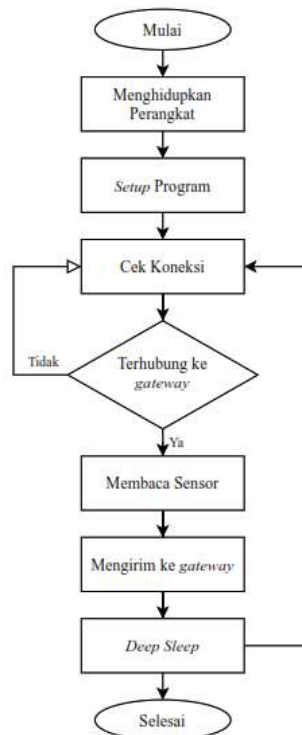 Mulai
Menghidupkan
Perangkat
Setup Program
Cek Koneksi
Terhubung ke
gateway
Tidak
Ya
Membaca Sensor
Mengirim ke gateway
Deep Sleep
Selesai